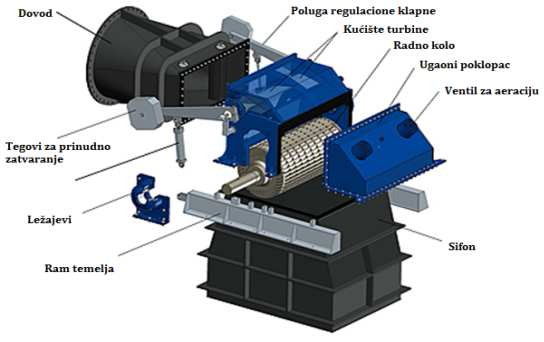 Dovod
Poluga regulacione klapne
Kućište turbine
Radno kolo
Ugaoni poklopac
Ventil za aeraciju
Tegovi za prinudno
zatvaranje
Ležajevi
Ram temelja
Sifon